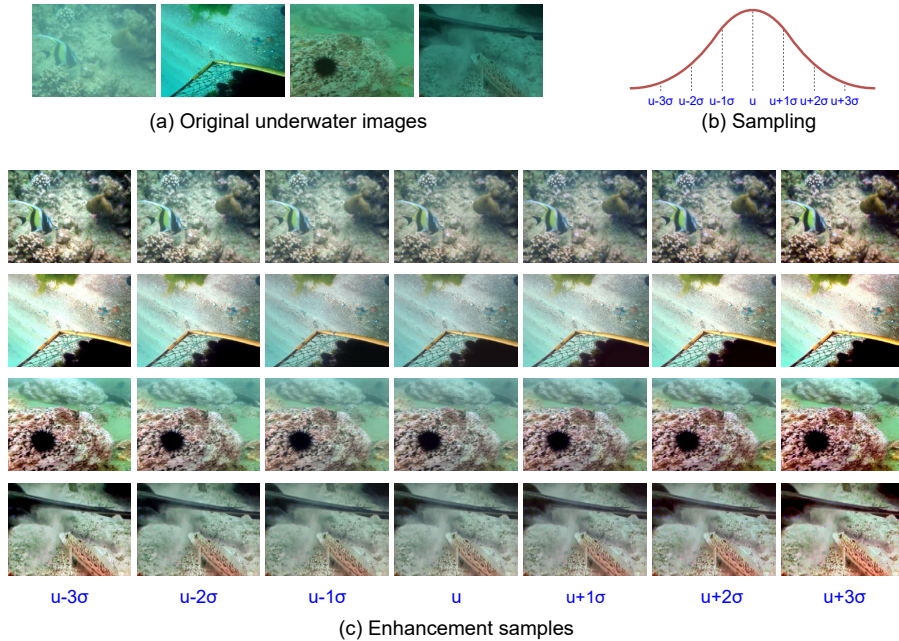 u-3σ u-2σ u-1σ u u+1σ u+2σ u+3σ
(a) Original underwater images
(b) Sampling
u-3σ u-2σ u-1σ u u+1σ u+2σ u+3σ
(c) Enhancement samples